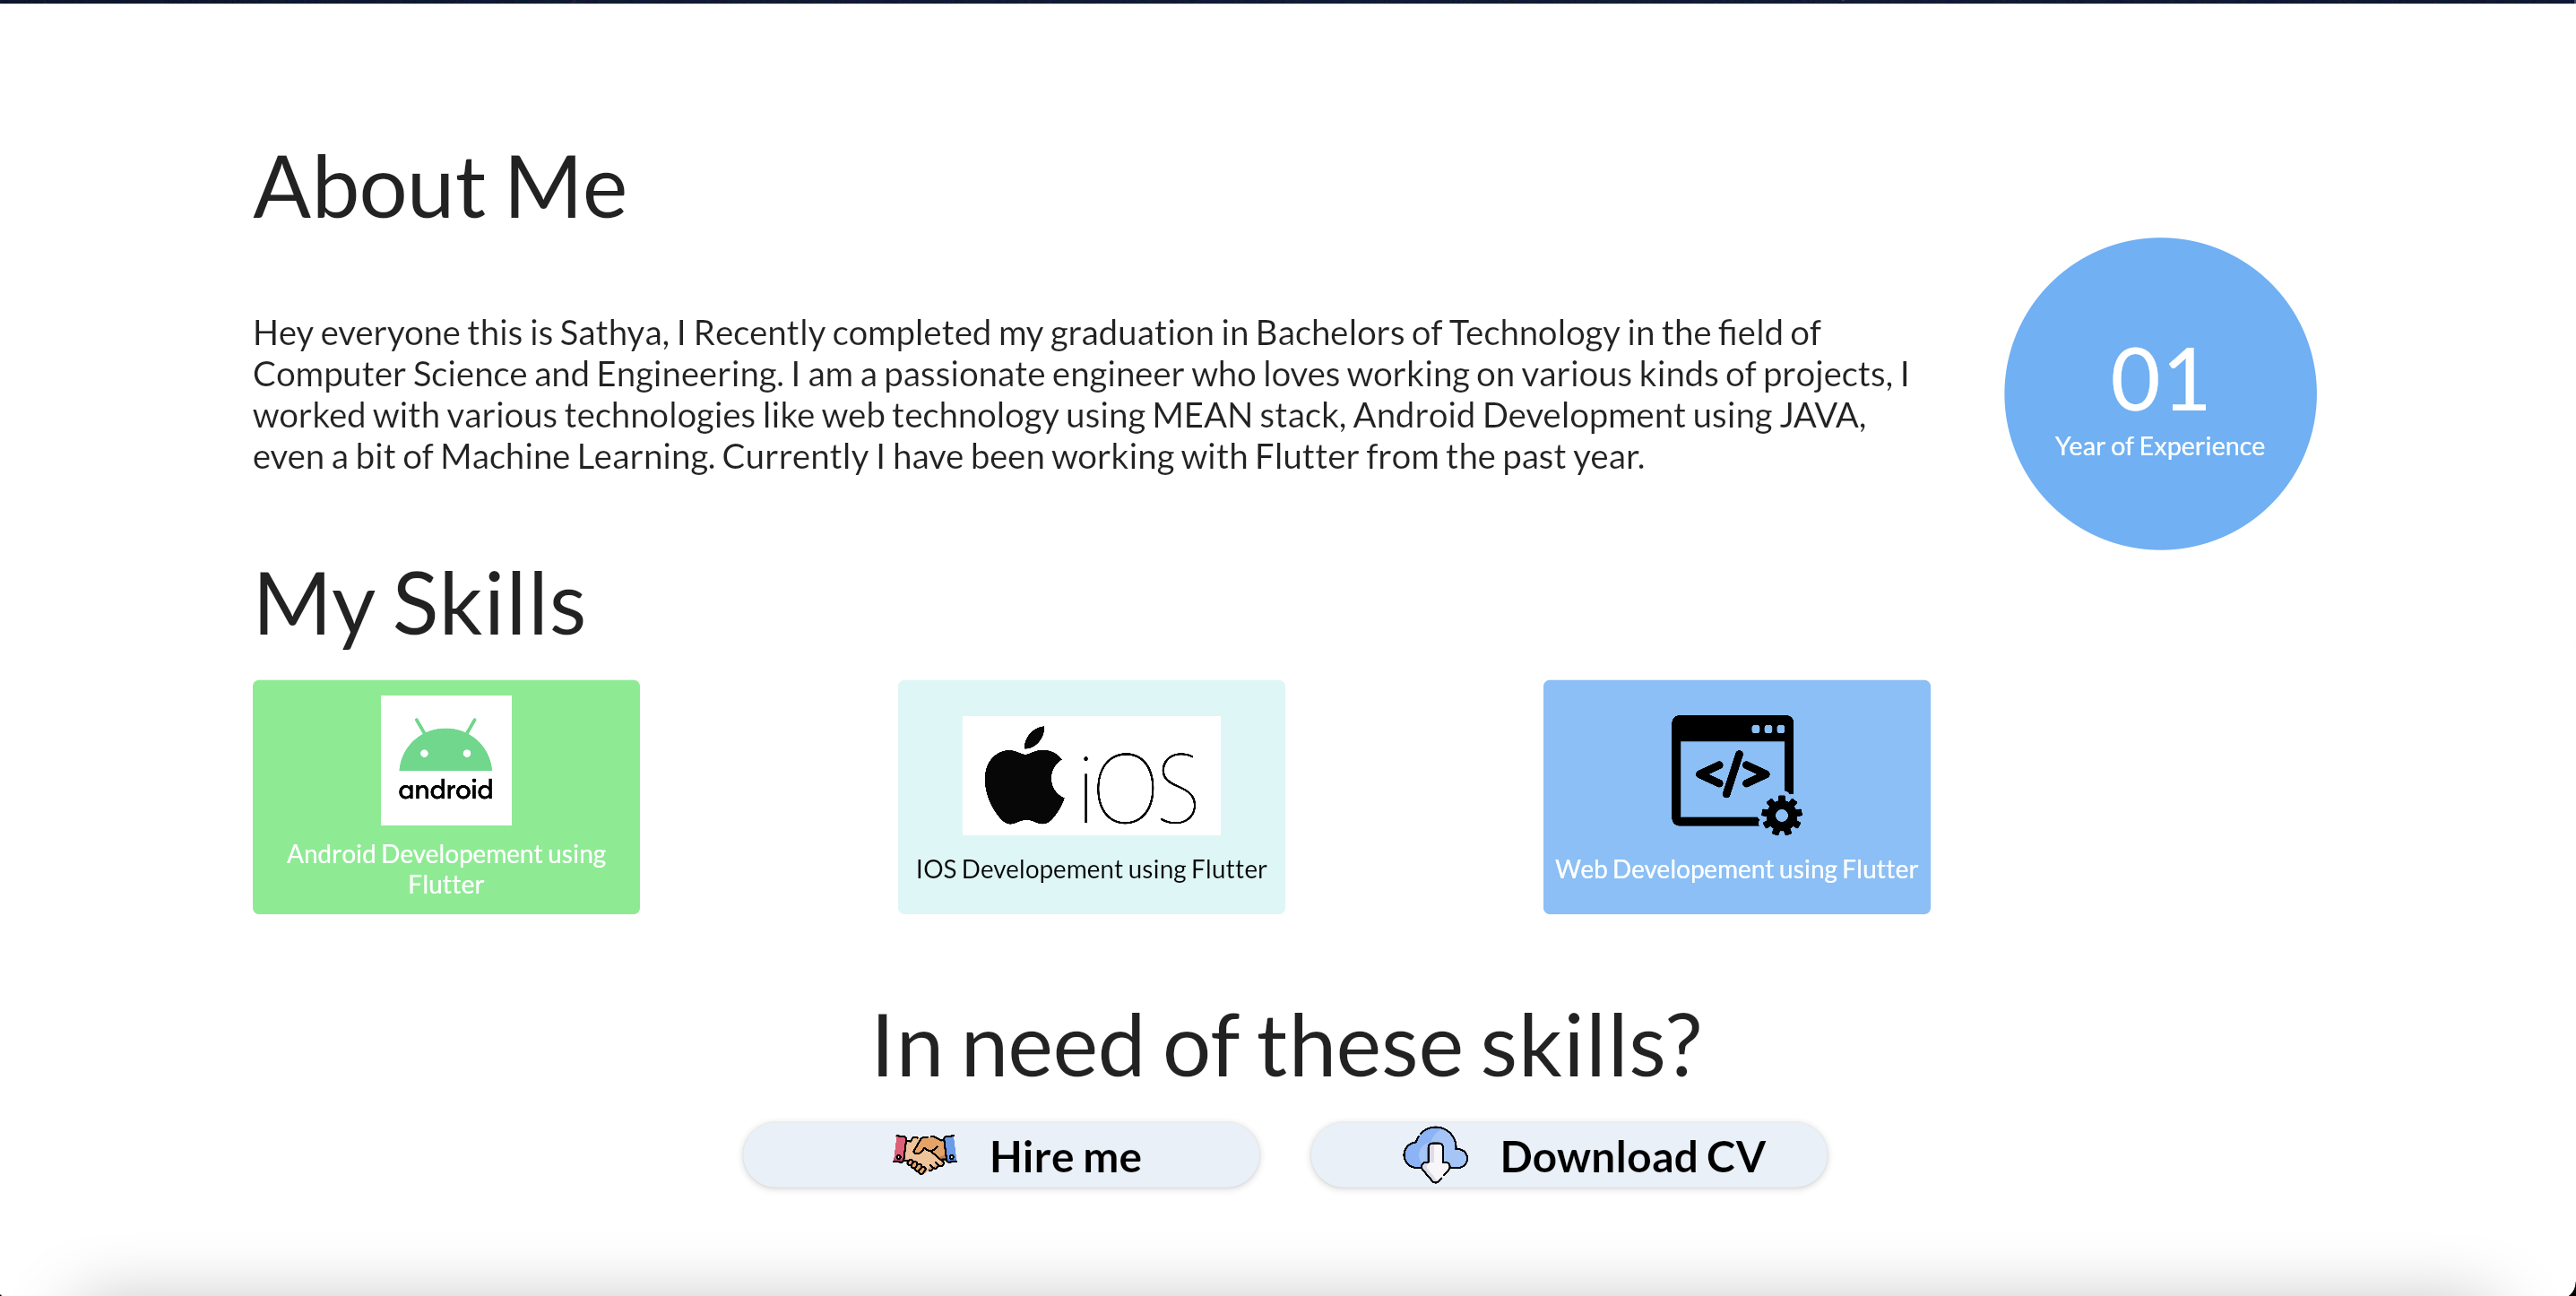 About Me
Hey everyone this is Sathya, I Recently completed my graduation in Bachelors of Technology in the field of
Computer Science and Engineering. I am a passionate engineer who loves working on various kinds of projects, I
worked with various technologies like web technology using MEAN stack, Android Development using JAVA,
even a bit of Machine Learning. Currently I have been working with Flutter from the past year.
01
Year of Experience
My Skills
android
Android Developement using
Flutter
iOS
IOS Developement using Flutter
</>
Web Developement using Flutter
In need of these skills?
Hire me
Download CV